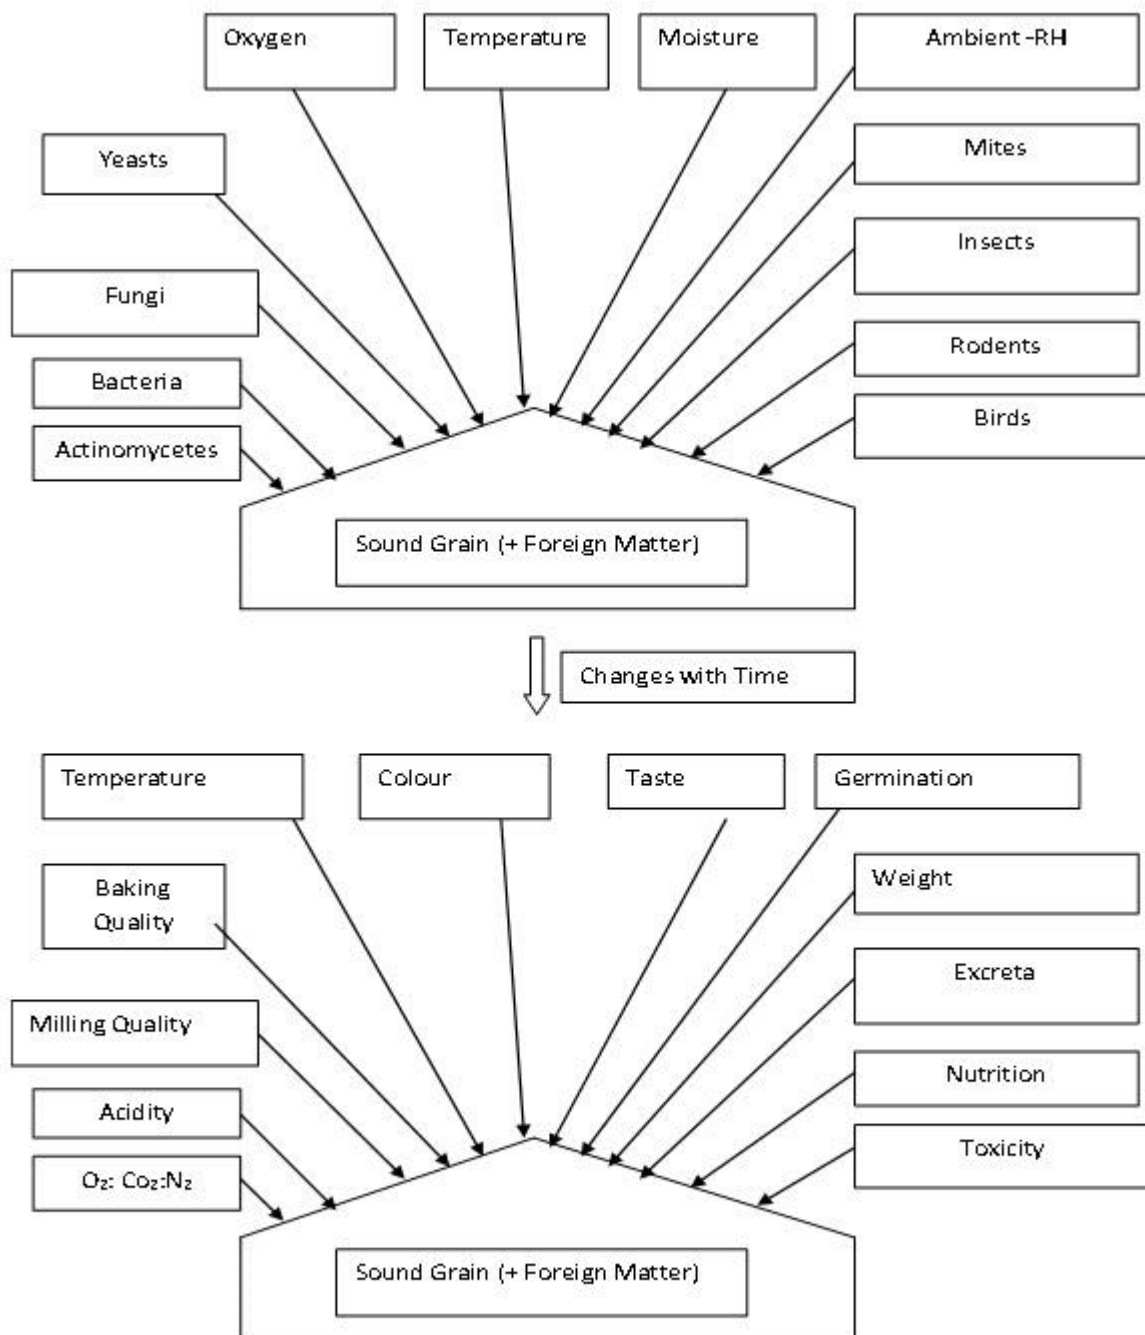 Oxygen
Temperature
Moisture
Ambient -RH
Yeasts
Mites
Insects
Fungi
Rodents
Bacteria
Birds
Actinomycetes
Sound Grain (+ Foreign Matter)
Changes with Time
Temperature
Colour
Taste
Germination
Baking
Quality
Weight
Excreta
Milling Quality
Nutrition
Acidity
Toxicity
O₂: Co₂:N₂
Sound Grain (+ Foreign Matter)